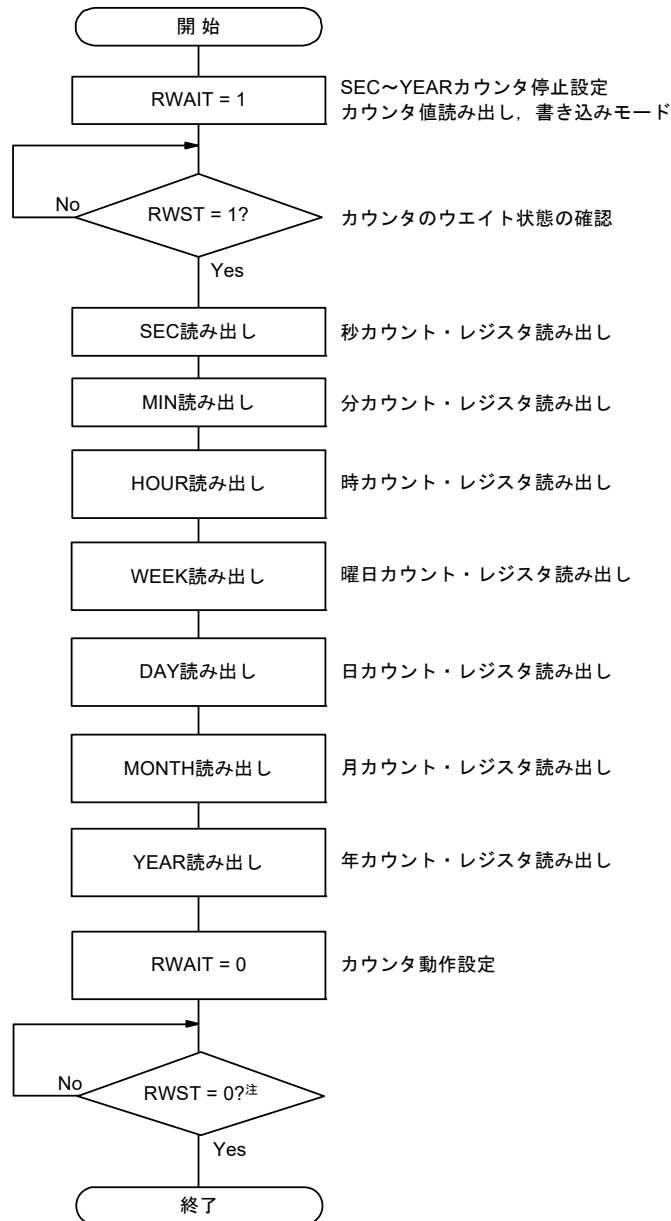 開 始
RWAIT = 1
SEC～YEARカウンタ停止設定
カウンタ値読み出し，書き込みモード
No
RWST = 1?
カウンタのウエイト状態の確認
Yes
SEC読み出し
秒カウント・レジスタ読み出し
MIN読み出し
分カウント・レジスタ読み出し
HOUR読み出し
時カウント・レジスタ読み出し
WEEK読み出し
曜日カウント・レジスタ読み出し
DAY読み出し
日カウント・レジスタ読み出し
MONTH読み出し
月カウント・レジスタ読み出し
YEAR読み出し
年カウント・レジスタ読み出し
RWAIT = 0
カウンタ動作設定
No
RWST = 0?注
Yes
終了